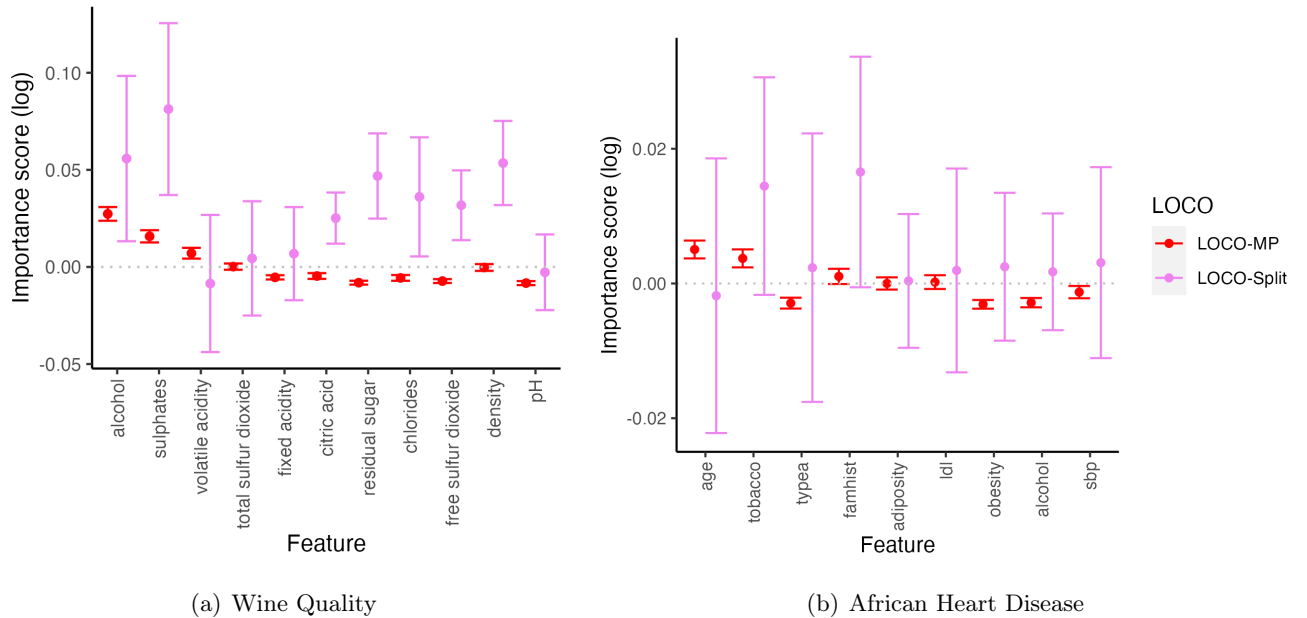 Importance score (log)
0.10
0.05
0.00
-0.05
alcohol
sulphates
volatile acidity
total sulfur dioxide
fixed acidity
citric acid
residual sugar
chlorides
free sulfur dioxide
density
pH
Feature
(a) Wine Quality
Importance score (log)
0.02
0.00
-0.02
age
tobacco
typea
famhist
adiposity
ldl
obesity
alcohol
sbp
Feature
(b) African Heart Disease
LOCO
LOCO-MP
LOCO-Split